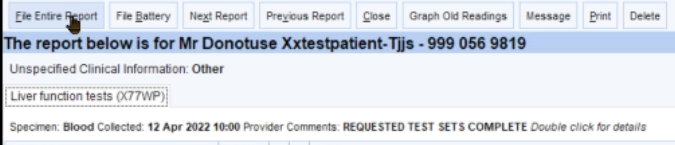 File Entire Report File Battery Next Report Previous Report Close Graph Old Readings Message Print Delete
The report below is for Mr Donotuse Xxtestpatient-Tjjs - 999 056 9819
Unspecified Clinical Information: Other
Liver function tests (X77WP)
Specimen: Blood Collected: 12 Apr 2022 10:00 Provider Comments: REQUESTED TEST SETS COMPLETE Double click for details